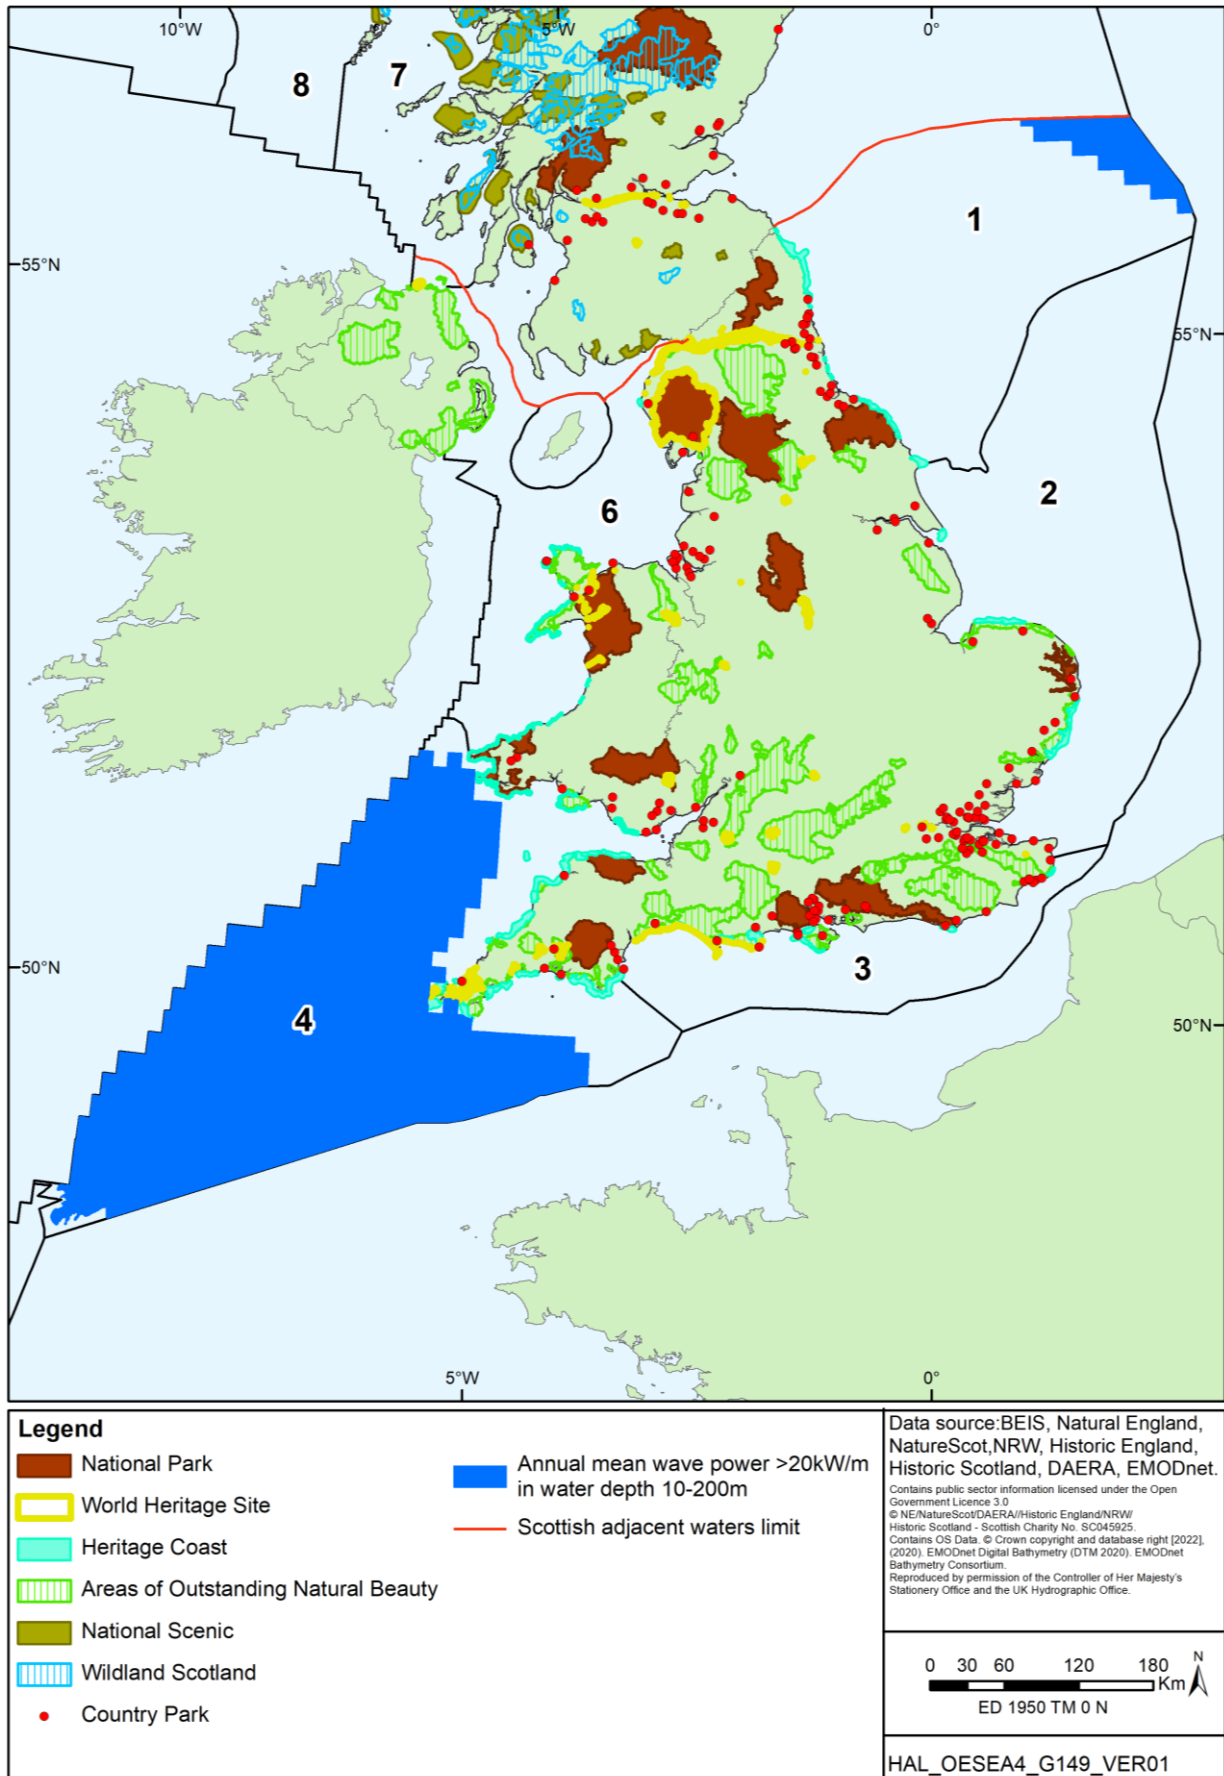 10°W
5°W
0°
8
7
1
55°N
55°N
2
6
3
50°N
4
50°N
5°W
0°
Legend
National Park
World Heritage Site
Heritage Coast
Areas of Outstanding Natural Beauty
National Scenic
Wildland Scotland
Country Park
Annual mean wave power >20kW/m
in water depth 10-200m
Scottish adjacent waters limit
Data source:BEIS, Natural England,
NatureScot,NRW, Historic England,
Historic Scotland, DAERA, EMODnet.
Contains public sector information licensed under the Open
Government Licence 3.0
© NE/NatureScot/DAERA//Historic England/NRW/
Historic Scotland - Scottish Charity No. SC045925.
Contains OS Data. © Crown copyright and database right [2022],
(2020). EMODnet Digital Bathymetry (DTM 2020). EMODnet
Bathymetry Consortium.
Reproduced by permission of the Controller of Her Majesty's
Stationery Office and the UK Hydrographic Office.
0 30 60 120 180
Km
N
ED 1950 TM 0 N
HAL_OESEA4_G149_VER01